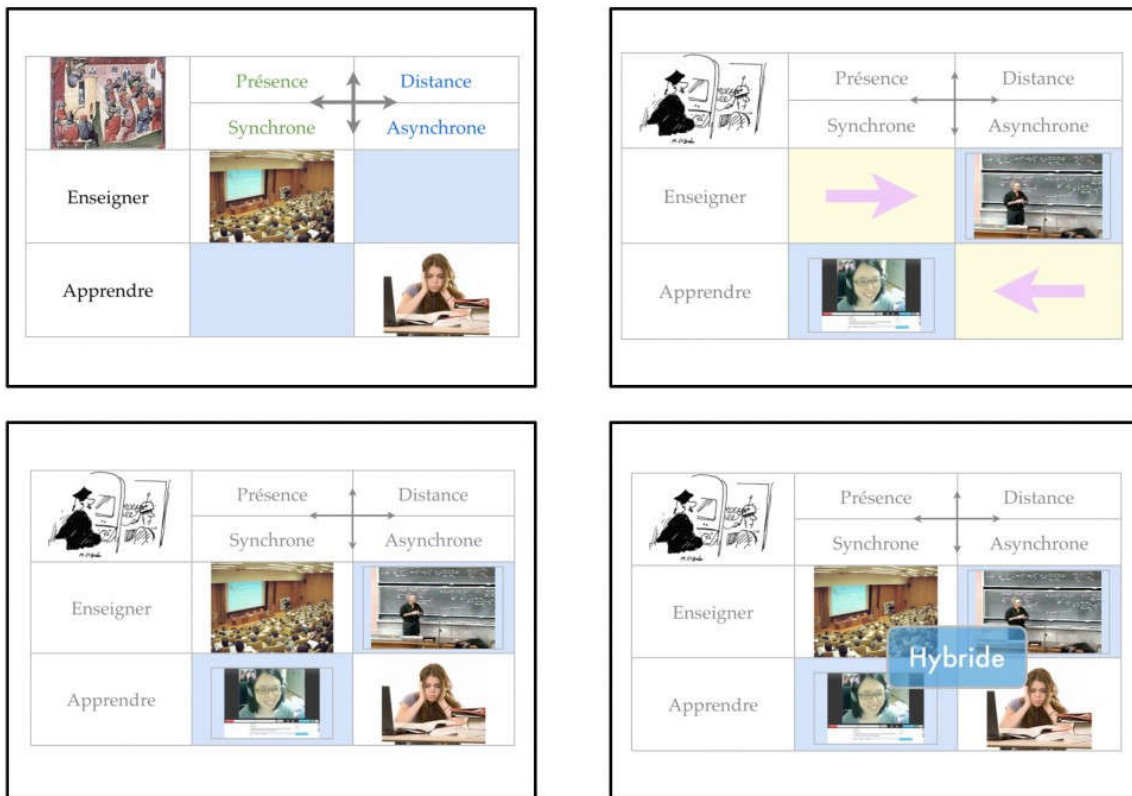 Présence Distance
Synchrone Asynchrone
Enseigner
Apprendre
Présence Distance
Synchrone Asynchrone
Enseigner
Apprendre
Présence Distance
Synchrone Asynchrone
Enseigner
Apprendre
Présence Distance
Synchrone Asynchrone
Enseigner
Hybride
Apprendre